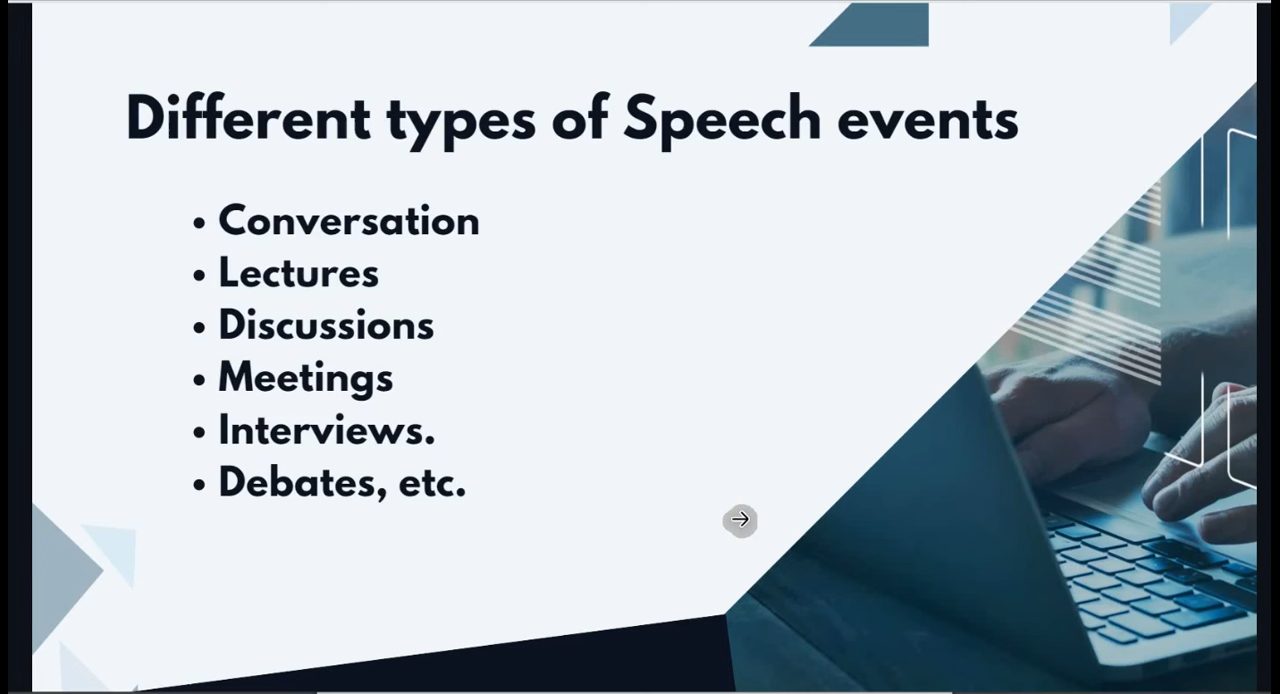 Different types of Speech events
• Conversation
• Lectures
• Discussions
• Meetings
• Interviews.
• Debates, etc.